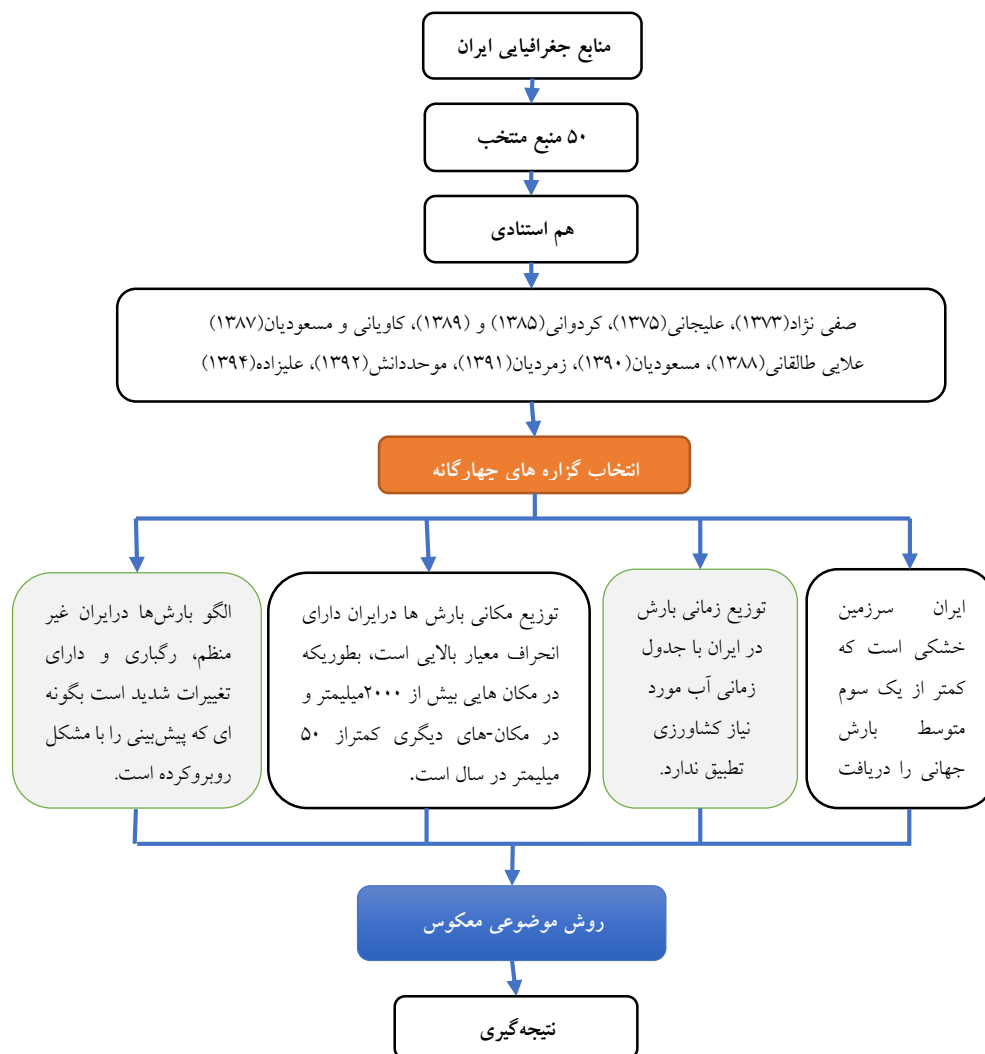 منابع جغرافیایی ایران
۵۰ منبع منتخب
هم استنادی
صفی نژاد(۱۳۷۳)، علیجانی(۱۳۷۵)، کردوانی(۱۳۸۵) و (۱۳۸۹)، کاویانی و مسعودیان(۱۳۸۷)
علایی طالقانی(۱۳۸۸)، مسعودیان(۱۳۹۰)، زمردیان(۱۳۹۱)، موحددانش(۱۳۹۲)، علیزاده(۱۳۹۴)
انتخاب گزاره های چهارگانه
ایران سرزمین
خشکی است که
کمتر از یک سوم
متوسط بارش
جهانی را دریافت
توزیع زمانی بارش
در ایران با جدول
زمانی آب مورد
نیاز کشاورزی
تطبیق ندارد.
توزیع مکانی بارش ها درایران دارای
انحراف معیار بالایی است، بطوریکه
در مکان هایی بیش از ۲۰۰۰میلیمتر و
در مکان-های دیگری کمتراز ۵۰
میلیمتر در سال است.
الگو بارش‌ها درایران غیر
منظم، رگباری و دارای
تغییرات شدید است بگونه
ای که پیش‌بینی را با مشکل
روبروکرده است.
روش موضوعی معکوس
نتیجه‌گیری